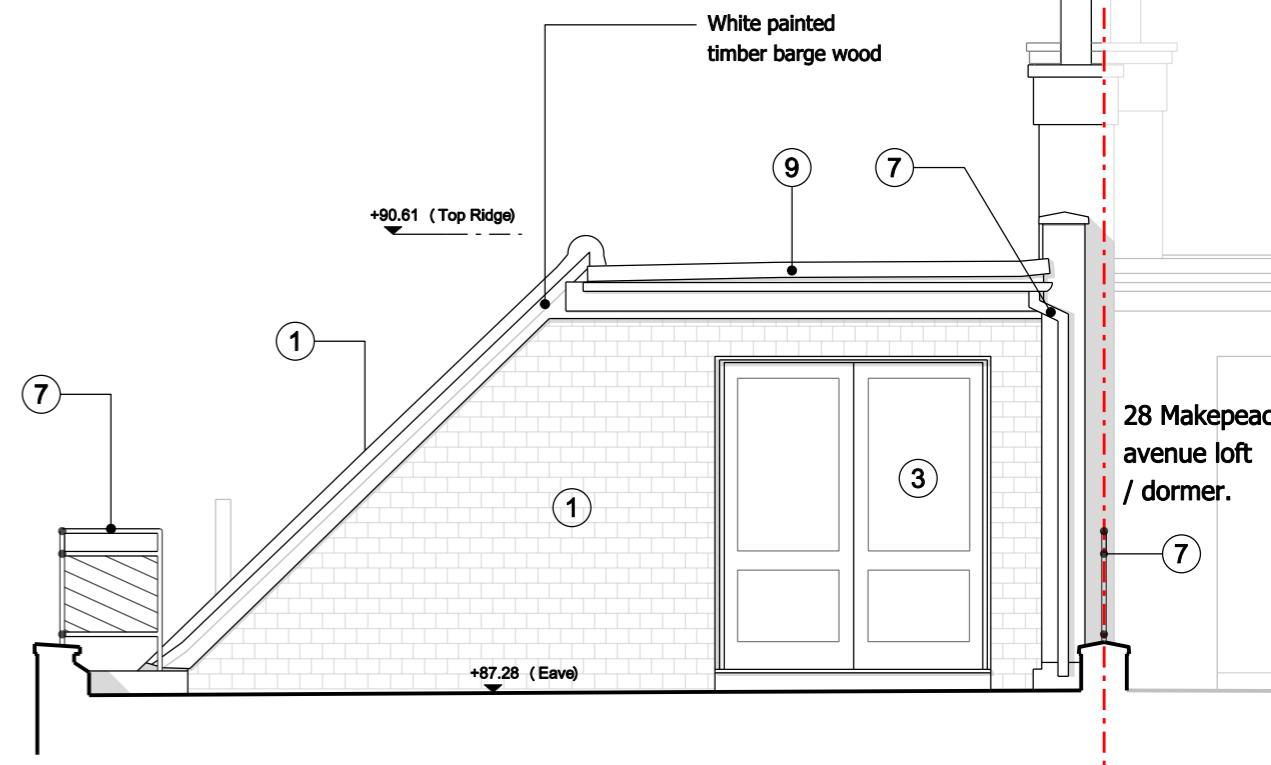 White painted
timber barge wood
9
7
+90.61 (Top Ridge)
1
7
28 Makepeac
avenue loft
/ dormer.
3
1
7
+87.28 (Eave)